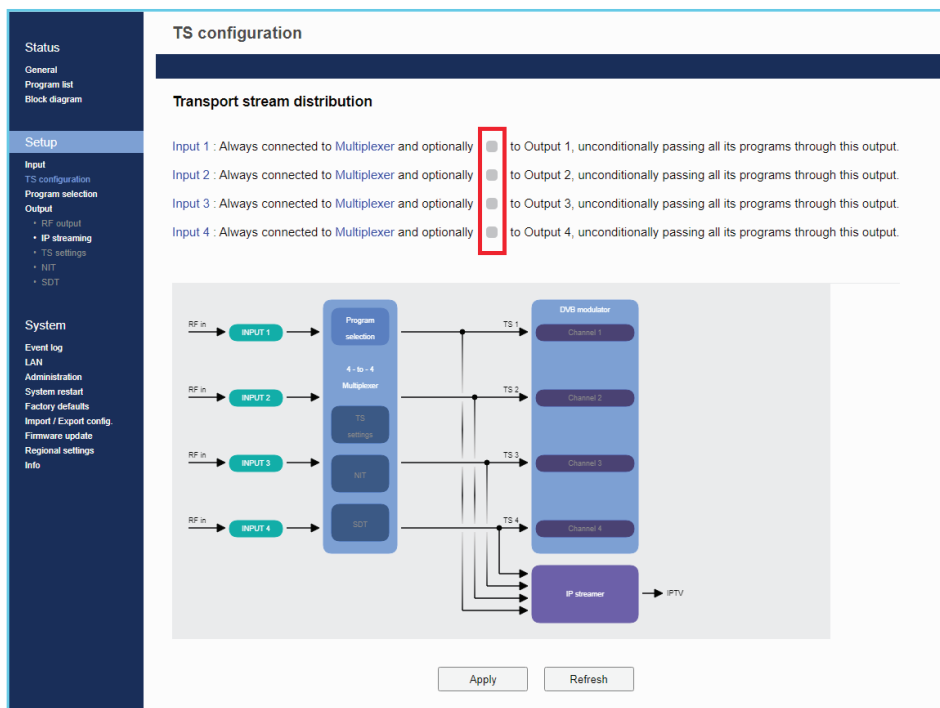 TS configuration
Status
General
Program list
Block diagram
Setup
Input
TS configuration
Program selection
Output
• RF output
• IP streaming
• TS settings
• NIT
• SDT
System
Event log
LAN
Administration
System restart
Factory defaults
Import / Export config.
Firmware update
Regional settings
Info
Transport stream distribution
Input 1 : Always connected to Multiplexer and optionally to Output 1, unconditionally passing all its programs through this output.
Input 2 : Always connected to Multiplexer and optionally to Output 2, unconditionally passing all its programs through this output.
Input 3 : Always connected to Multiplexer and optionally to Output 3, unconditionally passing all its programs through this output.
Input 4 : Always connected to Multiplexer and optionally to Output 4, unconditionally passing all its programs through this output.
RF in
INPUT 1
RF in
INPUT 2
RF in
INPUT 3
RF in
INPUT 4
Program
selection
4 - to - 4
Multiplexer
TS
settings
NIT
SDT
TS 1
TS 2
TS 3
TS 4
DVB modulator
Channel 1
Channel 2
Channel 3
Channel 4
IP streamer
IPTV
Apply
Refresh